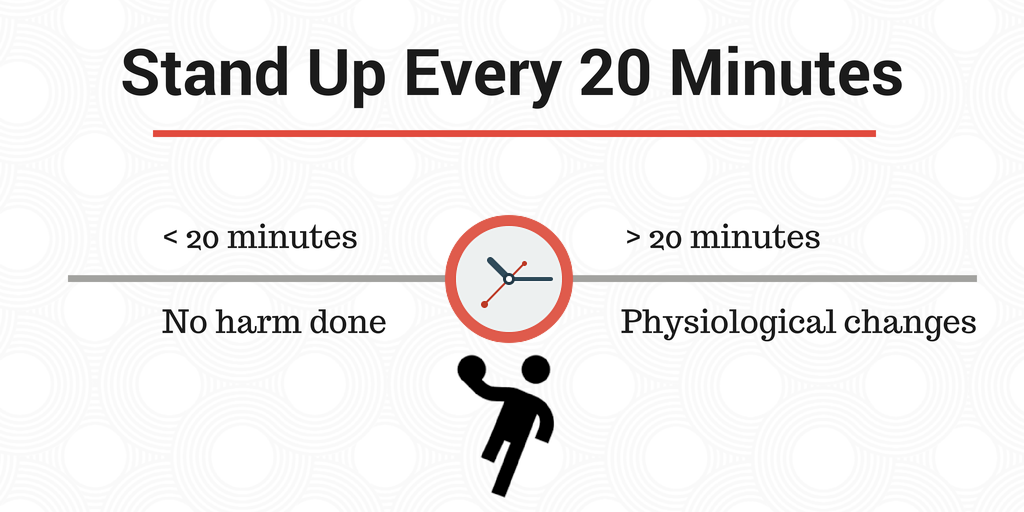 Stand Up Every 20 Minutes
< 20 minutes
> 20 minutes
No harm done
Physiological changes